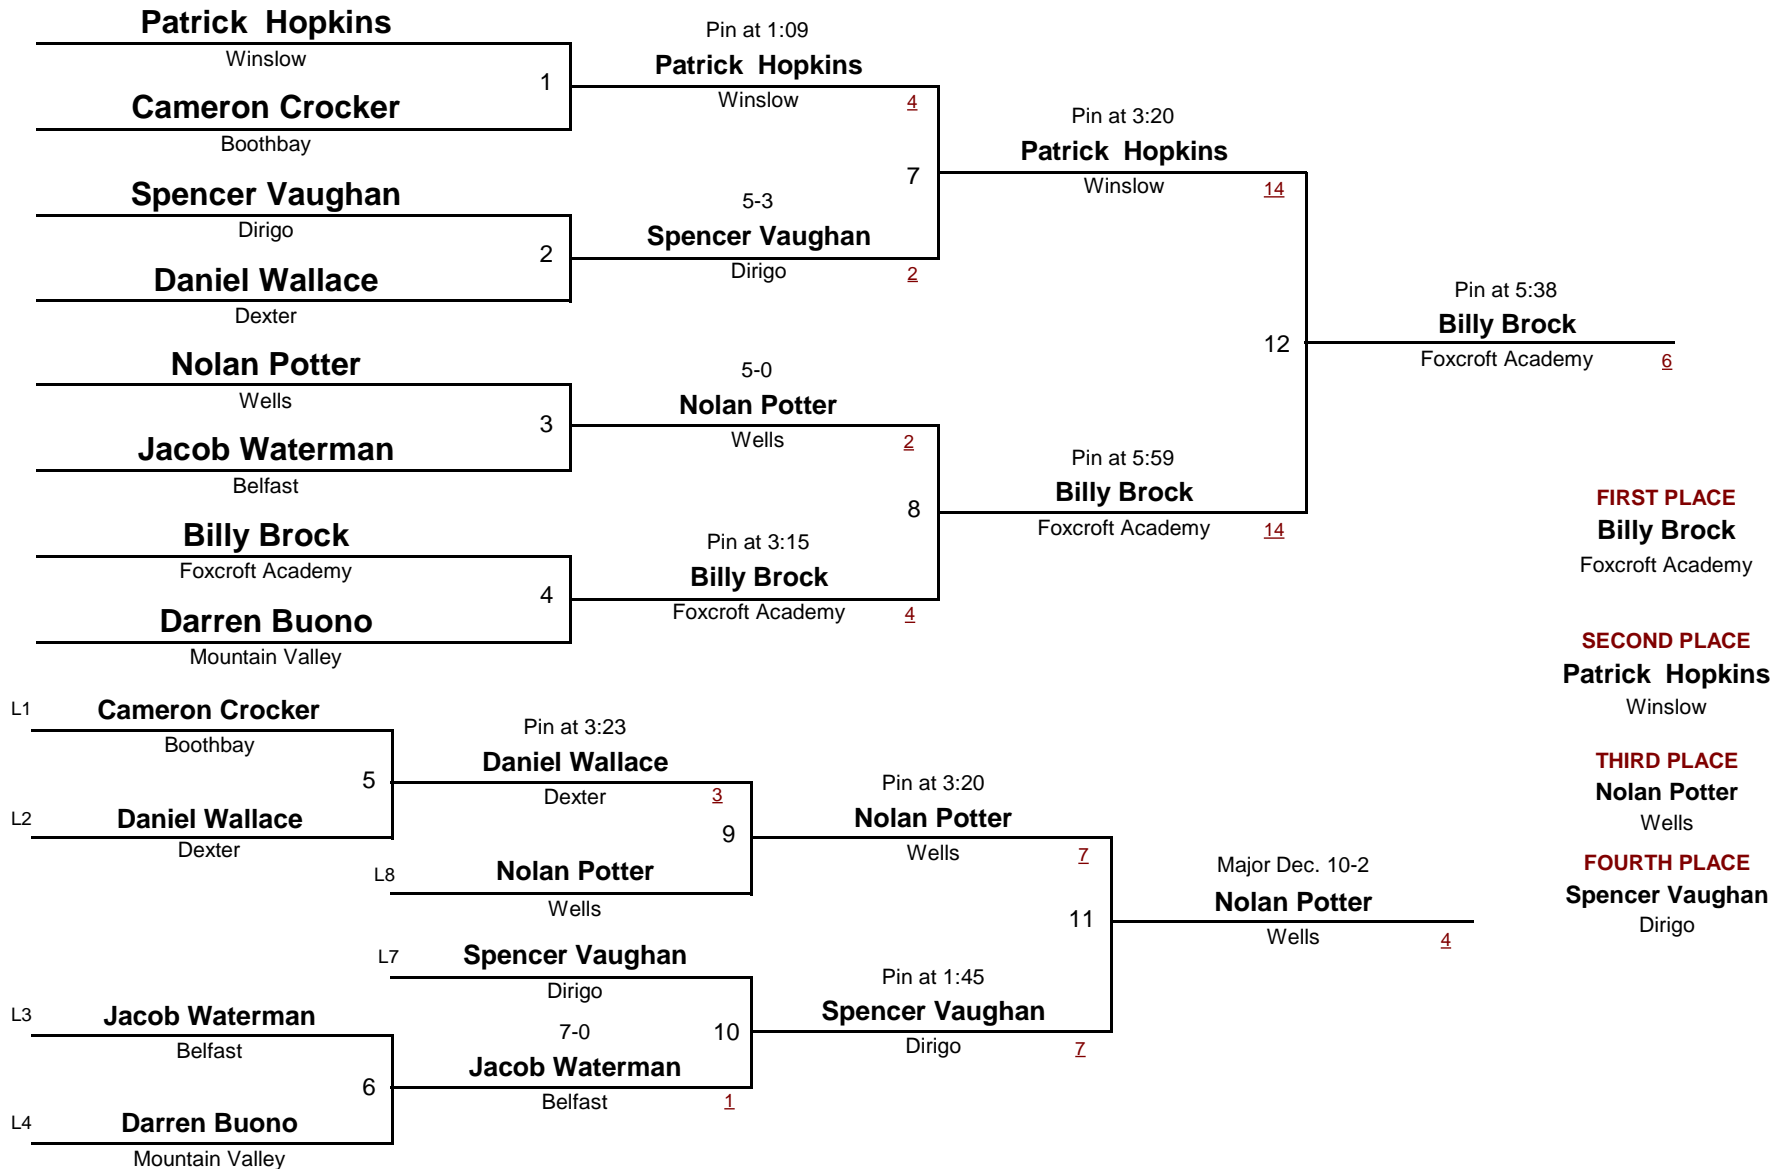 Patrick  Hopkins
Winslow
1
Cameron Crocker
Boothbay
Spencer Vaughan
Dirigo
2
Daniel Wallace
Dexter
Nolan Potter
Wells
3
Jacob Waterman
Belfast
Billy Brock
Foxcroft Academy
4
Darren Buono
Mountain Valley
Pin at 1:09
Patrick  Hopkins
Winslow 4
7
5-3
Spencer Vaughan
Dirigo 2
5-0
Nolan Potter
Wells 2
8
Pin at 3:15
Billy Brock
Foxcroft Academy 4
Pin at 3:20
Patrick  Hopkins
Winslow 14
12
Pin at 5:59
Billy Brock
Foxcroft Academy 14
Pin at 5:38
Billy Brock
Foxcroft Academy 6
FIRST PLACE
Billy Brock
Foxcroft Academy
SECOND PLACE
Patrick  Hopkins
Winslow
THIRD PLACE
Nolan Potter
Wells
FOURTH PLACE
Spencer Vaughan
Dirigo
L1 Cameron Crocker
Boothbay
5
L2 Daniel Wallace
Dexter
L3 Jacob Waterman
Belfast
6
L4 Darren Buono
Mountain Valley
Pin at 3:23
Daniel Wallace
Dexter 3
9
L8 Nolan Potter
Wells
L7 Spencer Vaughan
Dirigo
7-0 10
Jacob Waterman
Belfast 1
Pin at 3:20
Nolan Potter
Wells 7
11
Pin at 1:45
Spencer Vaughan
Dirigo 7
Major Dec. 10-2
Nolan Potter
Wells 4